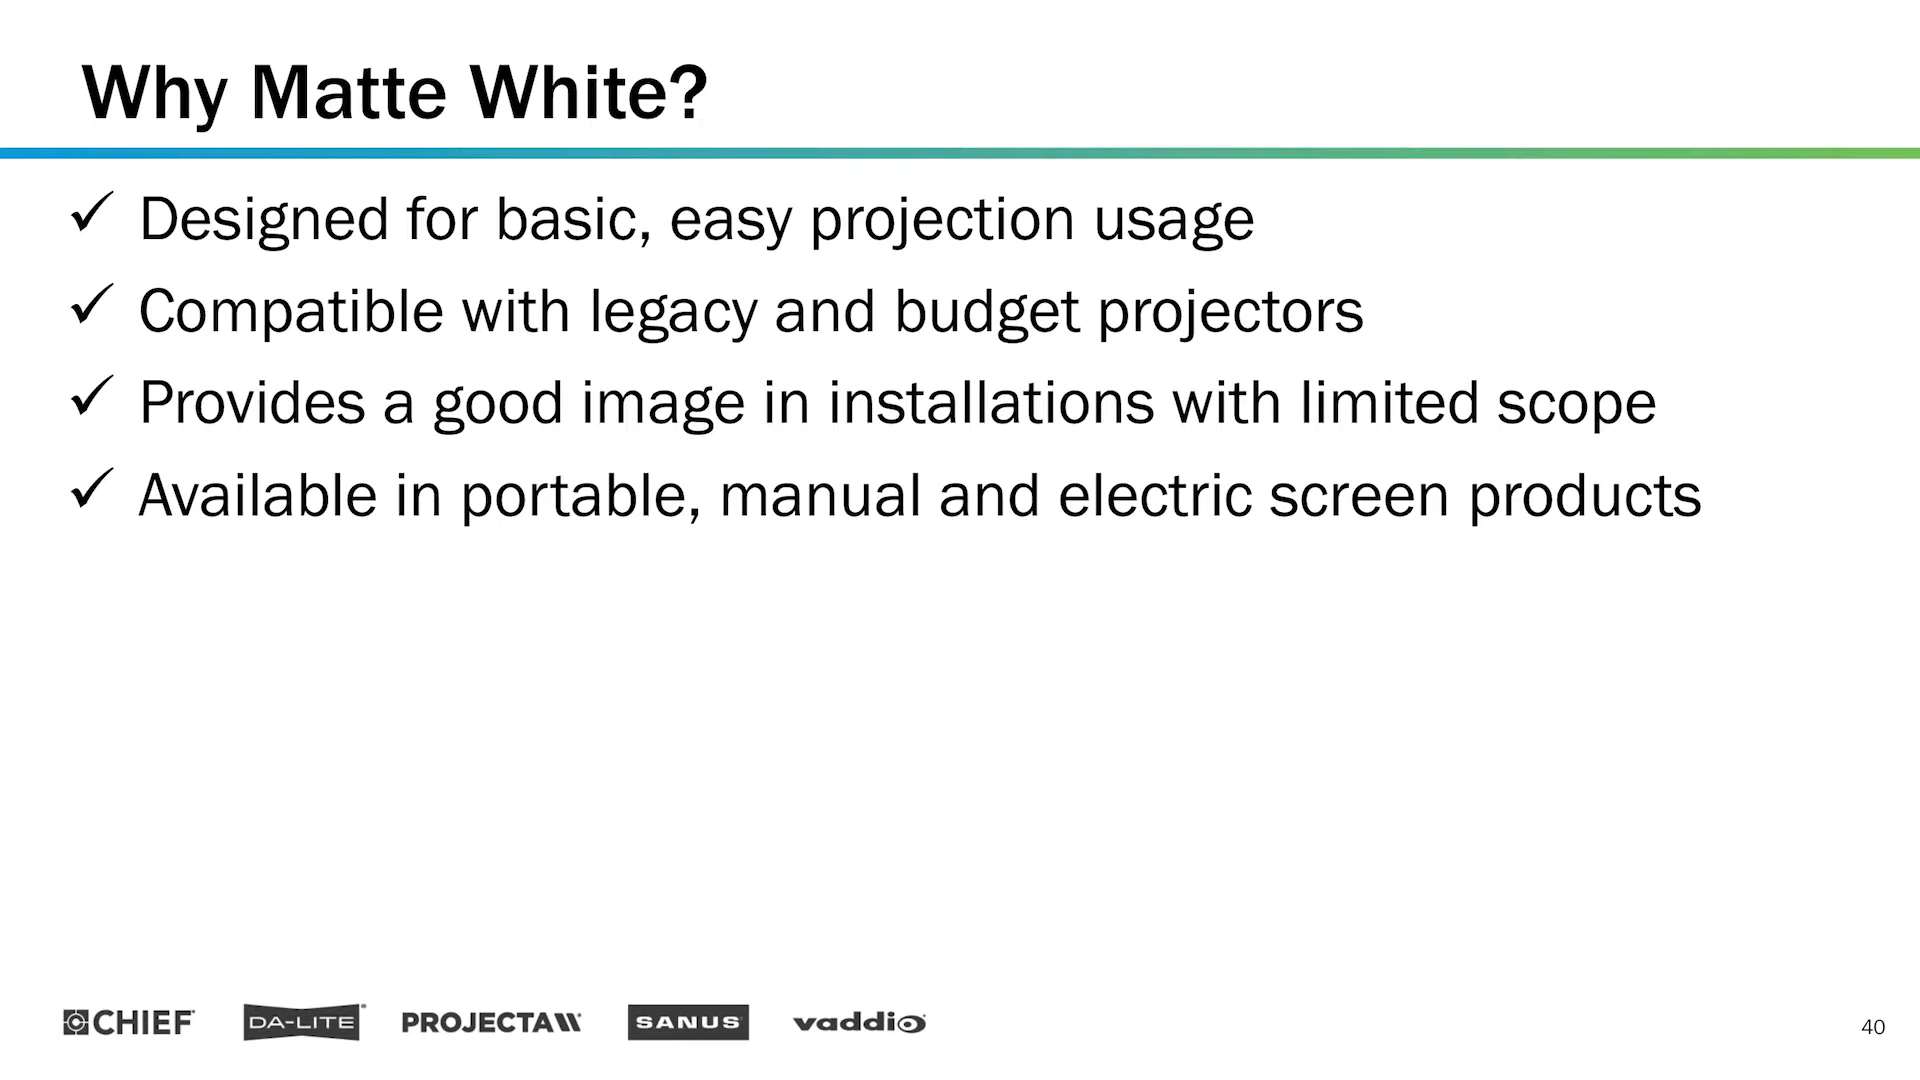 Why Matte White?
✓ Designed for basic, easy projection usage
✓ Compatible with legacy and budget projectors
✓ Provides a good image in installations with limited scope
✓ Available in portable, manual and electric screen products
CHIEF DA-LITE PROJECTA SANUS vaddio 40